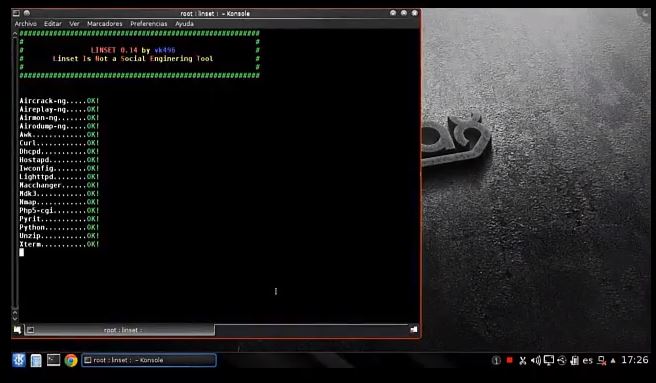 root : linset – Konsole
Archivo Editar Ver Marcadores Preferencias Ayuda
###########################################################
# #
# LINSET 0.14 by vk496 #
# Linset Is Not a Social Enginering Tool #
# #
###########################################################
Aircrack-ng.....OK!
Aireplay-ng.....OK!
Airmon-ng.......OK!
Airodump-ng.....OK!
Awk.............OK!
Curl............OK!
Dhcpd...........OK!
Hostapd.........OK!
Iwconfig........OK!
Lighttpd........OK!
Macchanger......OK!
Mdk3............OK!
Nmap............OK!
Php5-cgi........OK!
Pyrit...........OK!
Python..........OK!
Unzip...........OK!
Xterm...........OK!
root : linset :
root : linset : – Konsole
es
17:26